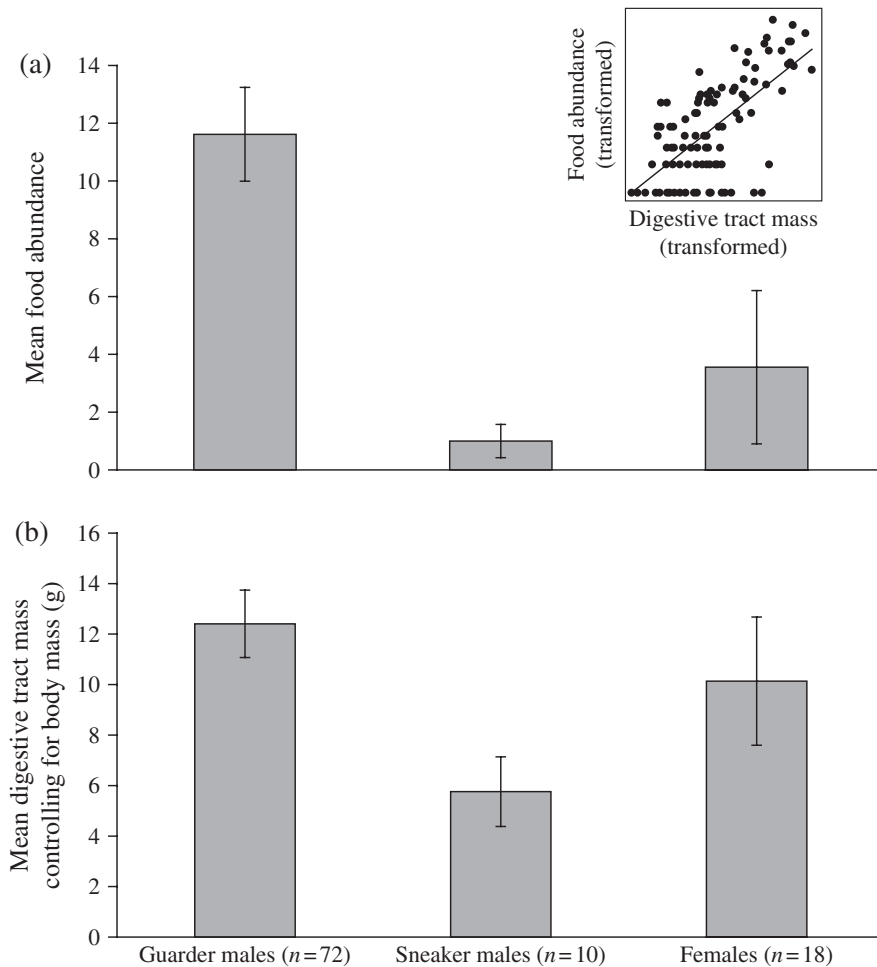 (a)
Mean food abundance
14
12
10
8
6
4
2
0
Food abundance
(transformed)
Digestive tract mass
(transformed)
(b)
Mean digestive tract mass
controlling for body mass (g)
16
14
12
10
8
6
4
2
0
Guarder males (n=72) Sneaker males (n=10) Females (n=18)